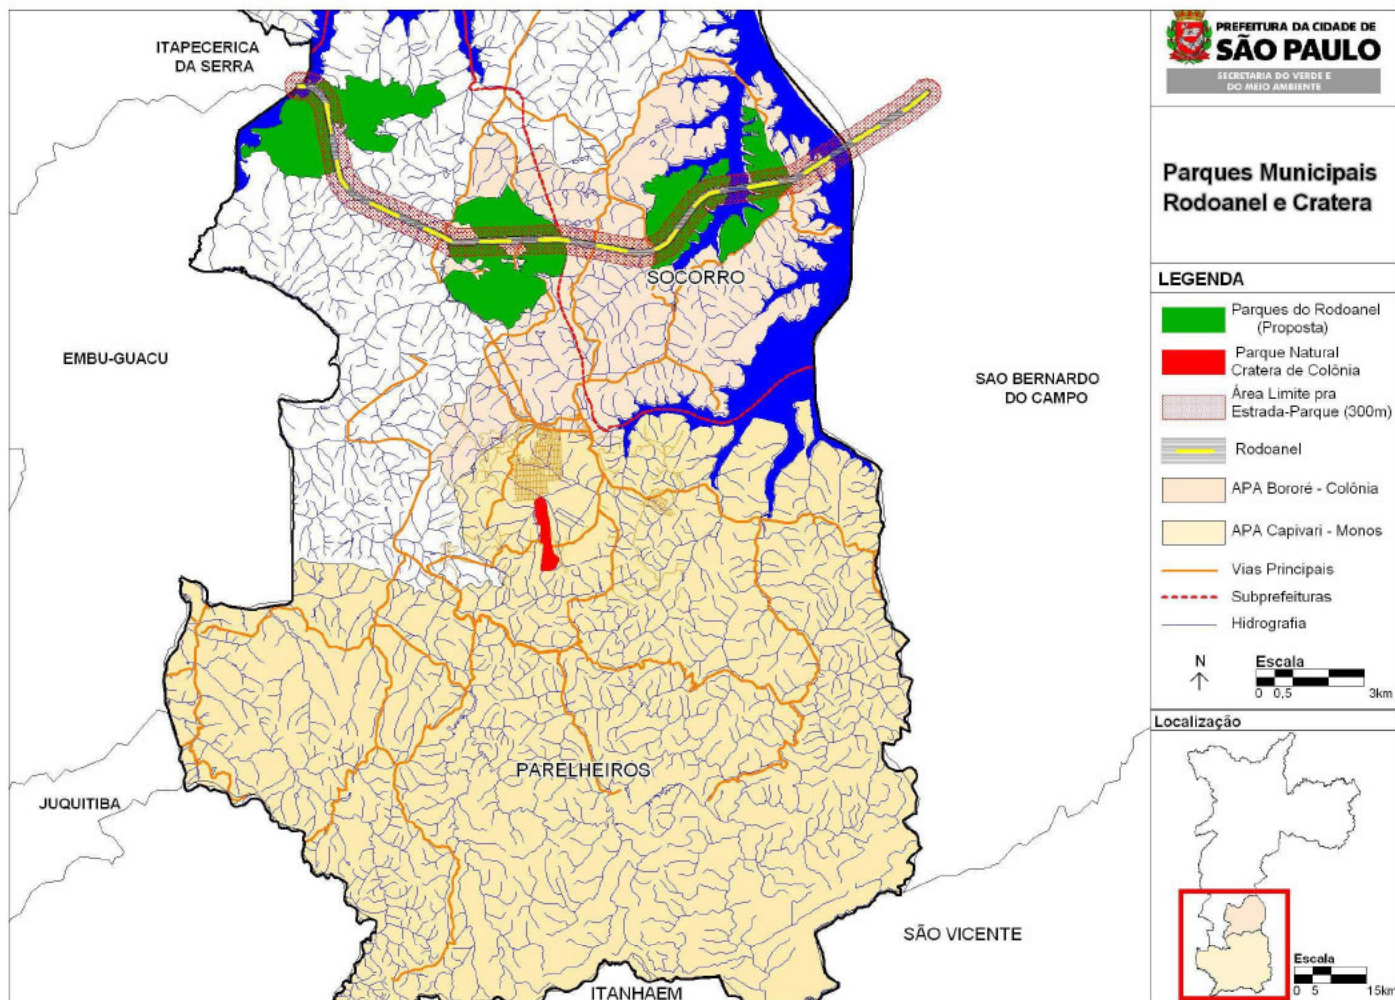 PREFEITURA DA CIDADE DE
SÃO PAULO
SECRETARIA DO VERDE E
DO MEIO AMBIENTE
Parques Municipais
Rodoanel e Cratera
LEGENDA
Parques do Rodoanel
(Proposta)
Parque Natural
Cratera de Colônia
Área Limite pra
Estrada-Parque (300m)
Rodoanel
APA Bororé - Colônia
APA Capivari - Monos
Vias Principais
Subprefeituras
Hidrografia
N
Escala
0 0,5 3km
Localização
Escala
0 5 15km
ITAPECERICA
DA SERRA
SOCORRO
EMBU-GUACU
SAO BERNARDO
DO CAMPO
PARELHEIROS
JUQUITIBA
SÃO VICENTE
ITANHAEM